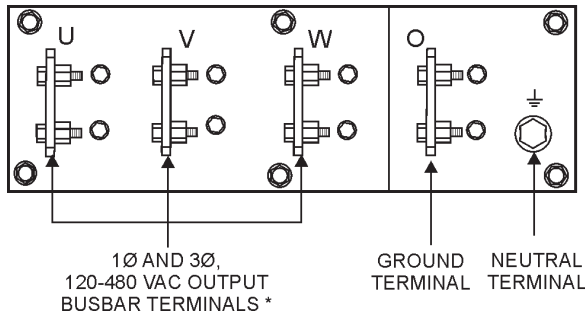 U V W O
1Ø AND 3Ø,
120-480 VAC OUTPUT
BUSBAR TERMINALS *
GROUND
TERMINAL
NEUTRAL
TERMINAL